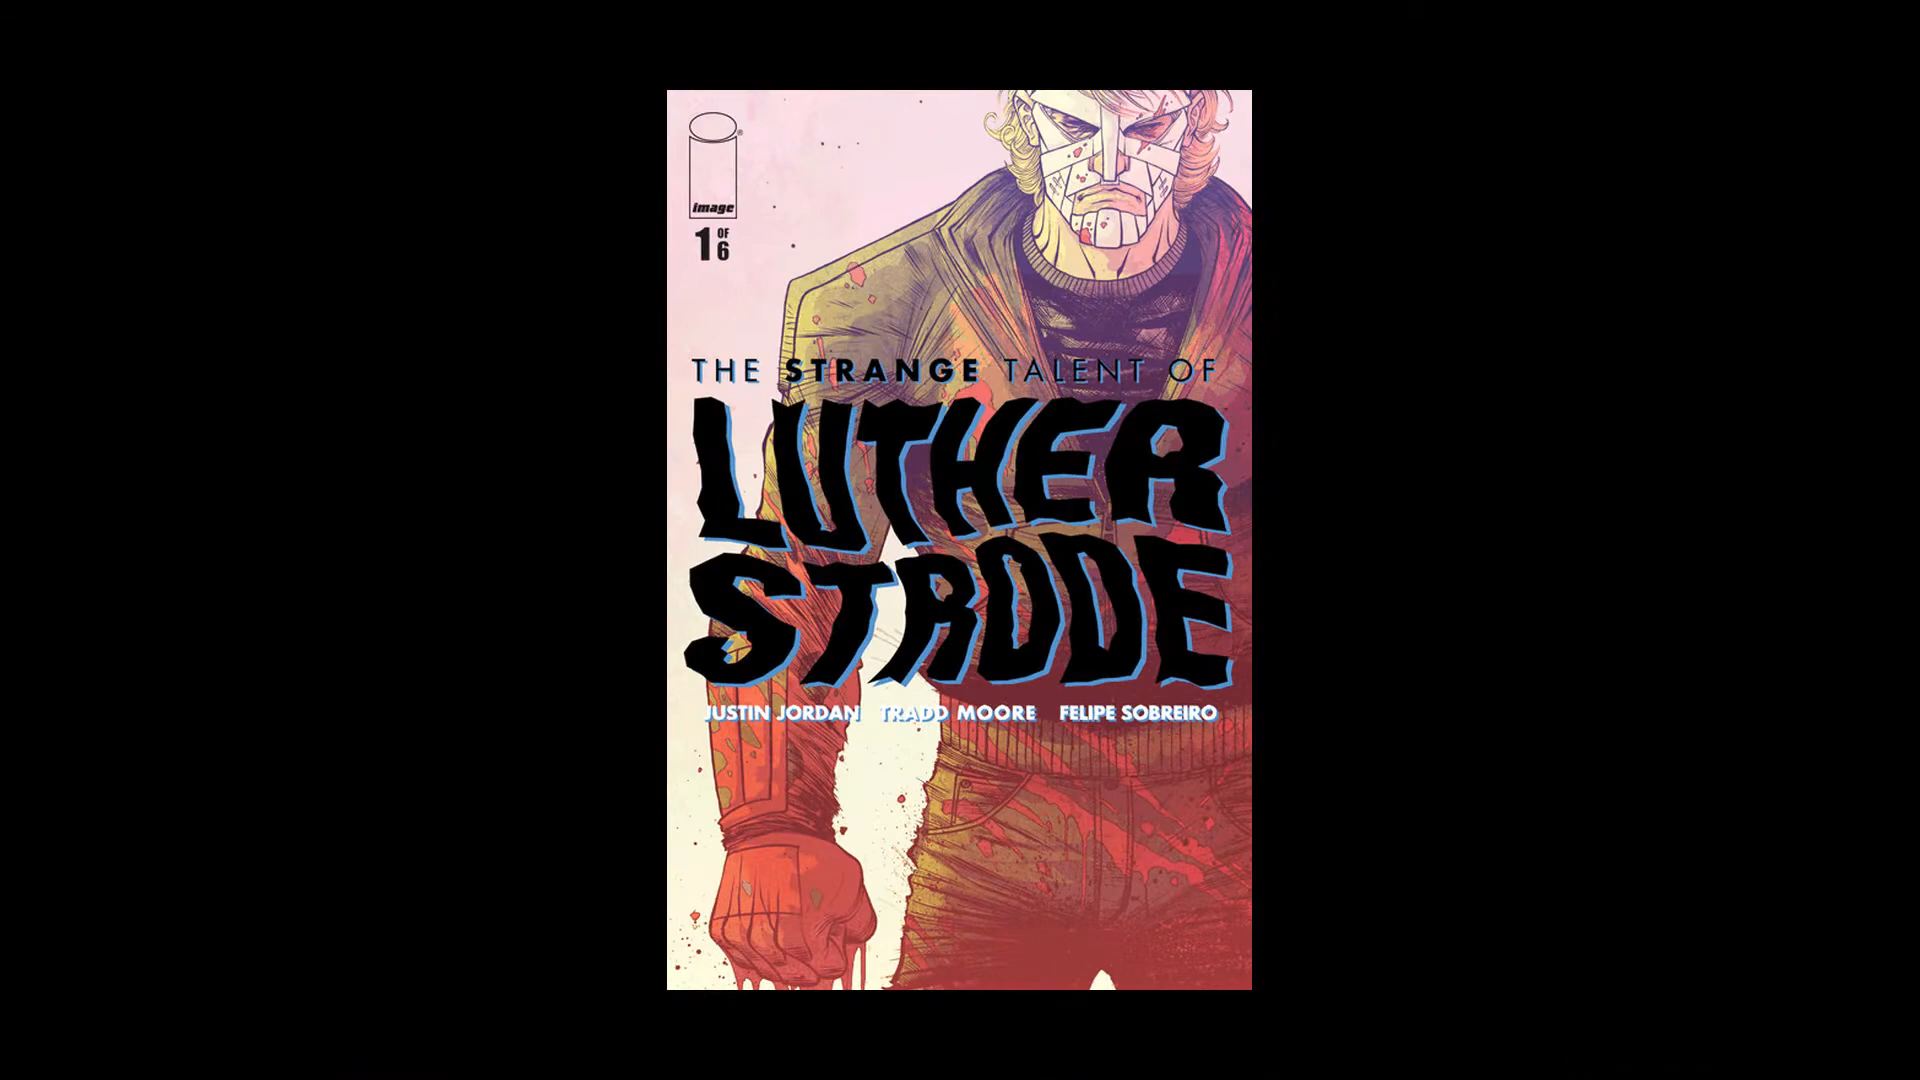 image
1 OF 6
THE STRANGE TALENT OF
LUTHER
STRODE
JUSTIN JORDAN TRADD MOORE FELIPE SOBREIRO